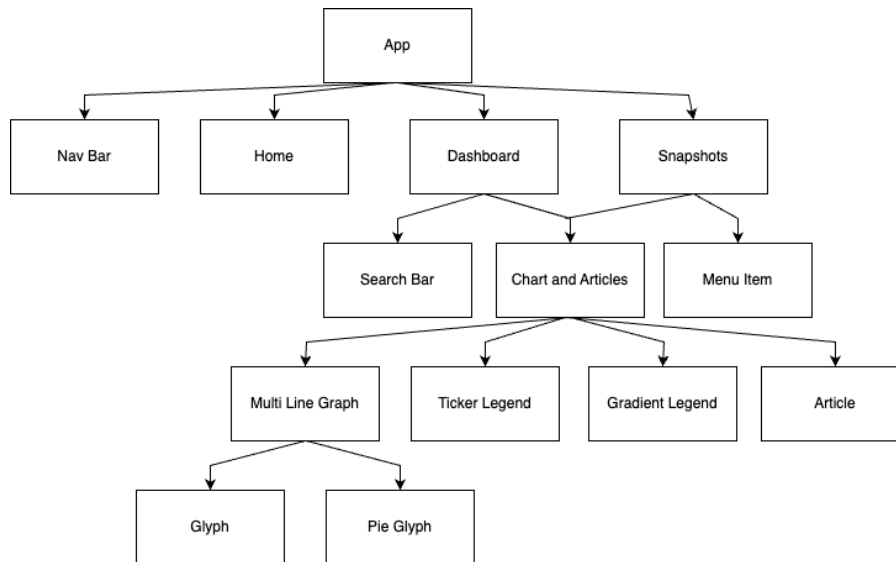 App
Nav Bar
Home
Dashboard
Snapshots
Search Bar
Chart and Articles
Menu Item
Multi Line Graph
Ticker Legend
Gradient Legend
Article
Glyph
Pie Glyph